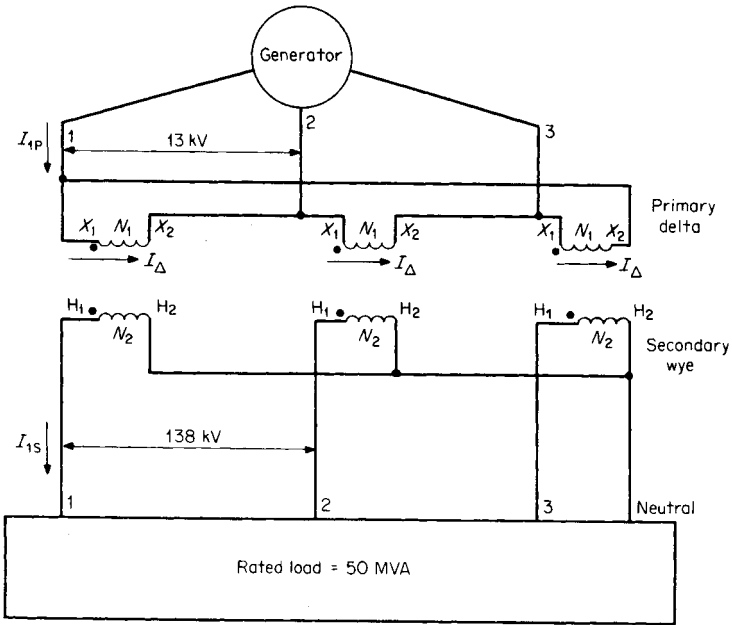 Generator
I1P
1
2
3
13 kV
X1 N1 X2
X1 N1 X2
X1 N1 X2
Primary
delta
IΔ
IΔ
IΔ
H1 H2
H1 H2
H1 H2
N2
N2
N2
Secondary
wye
I1S
138 kV
1
2
3
Neutral
Rated load = 50 MVA